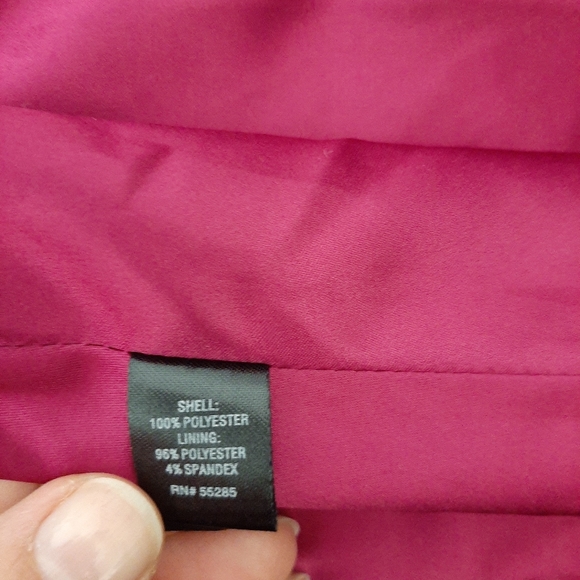 SHELL:
100% POLYESTER
LINING:
96% POLYESTER
4% SPANDEX
RN# 55285